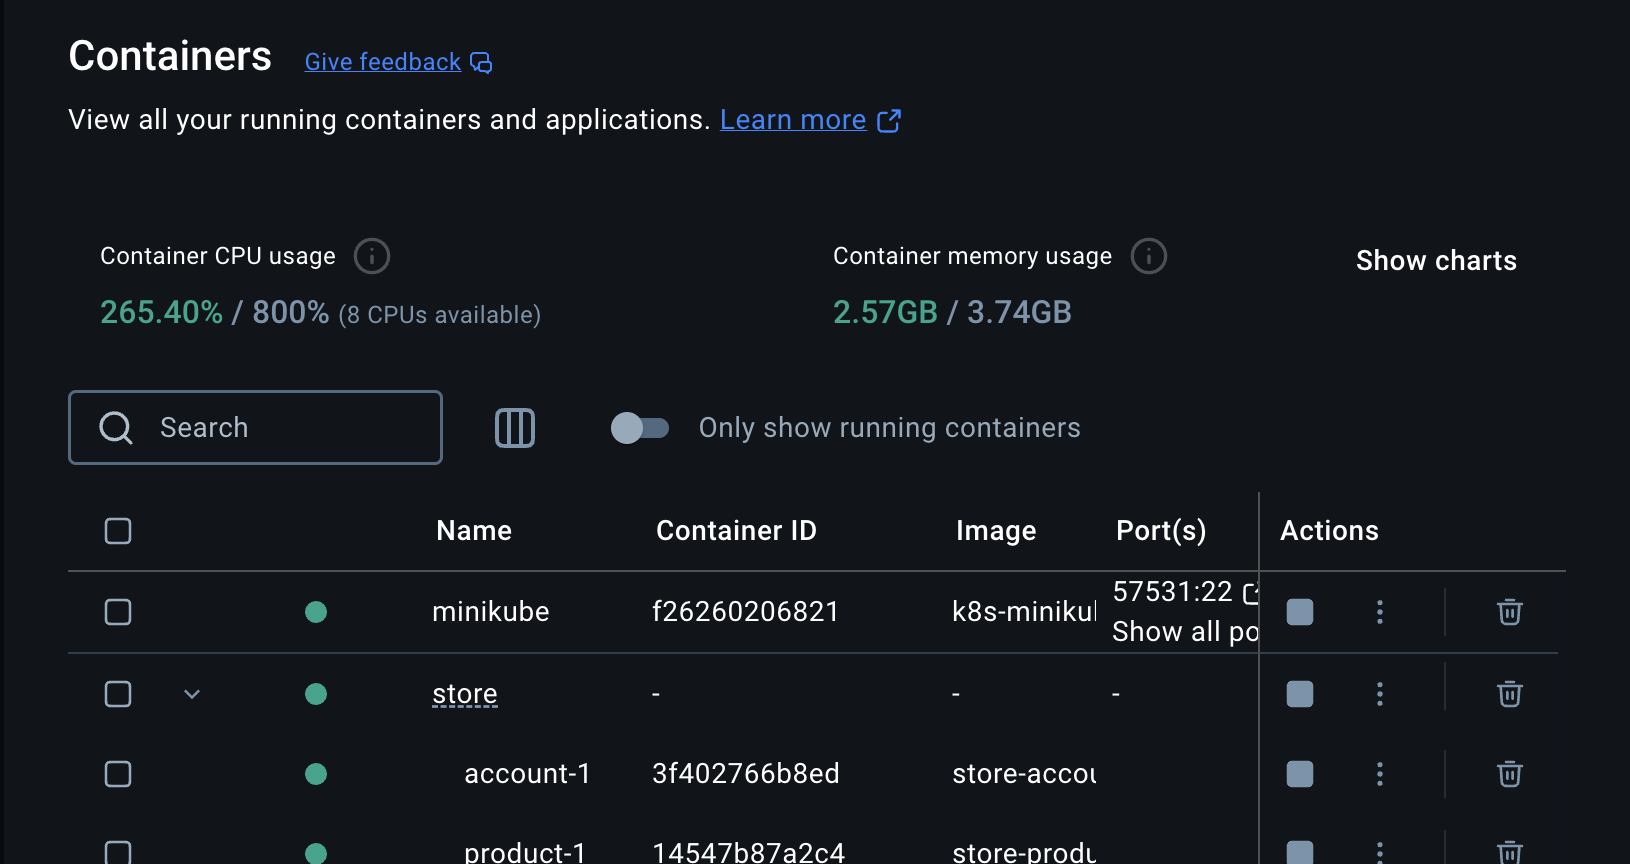 Containers Give feedback
View all your running containers and applications. Learn more
Container CPU usage
Container memory usage
Show charts
265.40% / 800% (8 CPUs available)
2.57GB / 3.74GB
Search
Only show running containers
Name Container ID Image Port(s) Actions
minikube f26260206821 k8s-minikul 57531:22
Show all po
store - - -
account-1 3f402766b8ed store-accou
product-1 14547b87a2c4 store-produ